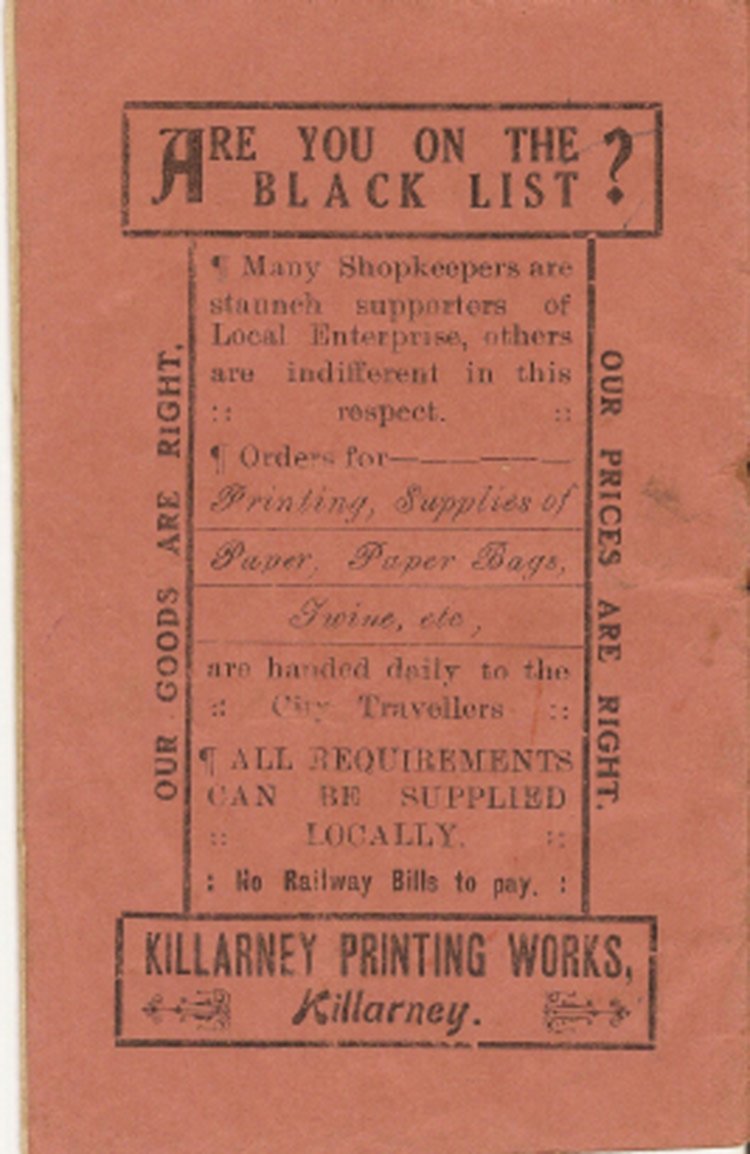 ARE YOU ON THE
BLACK LIST?
¶ Many Shopkeepers are
staunch supporters of
Local Enterprise, others
are indifferent in this
:: respect. ::
¶ Orders for— — — —
Printing, Supplies of
Paper, Paper Bags,
Twine, etc,
are handed daily to the
:: City Travellers ::
¶ ALL REQUIREMENTS
CAN BE SUPPLIED
:: LOCALLY. ::
: No Railway Bills to pay. :
OUR GOODS ARE RIGHT.
OUR PRICES ARE RIGHT.
KILLARNEY PRINTING WORKS,
Killarney.